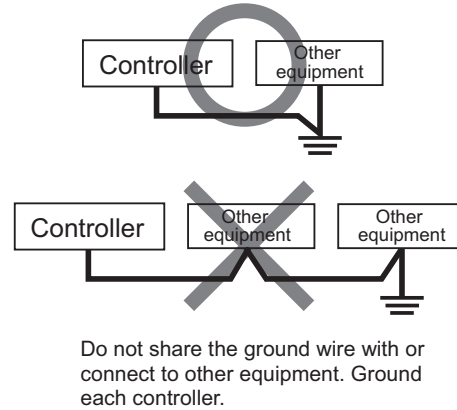 Controller
Other
equipment
Controller
Other
equipment
Other
equipment
Do not share the ground wire with or
connect to other equipment. Ground
each controller.